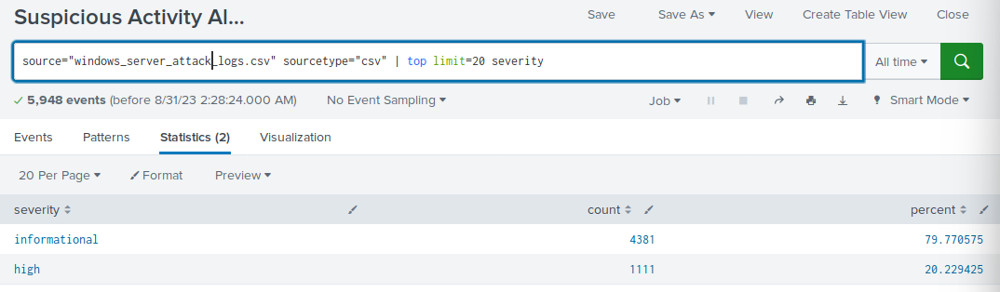 Suspicious Activity Al...
Save Save As View Create Table View Close
source="windows_server_attack_logs.csv" sourcetype="csv" | top limit=20 severity
All time
5,948 events (before 8/31/23 2:28:24.000 AM) No Event Sampling Job Smart Mode
Events Patterns Statistics (2) Visualization
20 Per Page Format Preview
severity count percent
informational 4381 79.770575
high 1111 20.229425